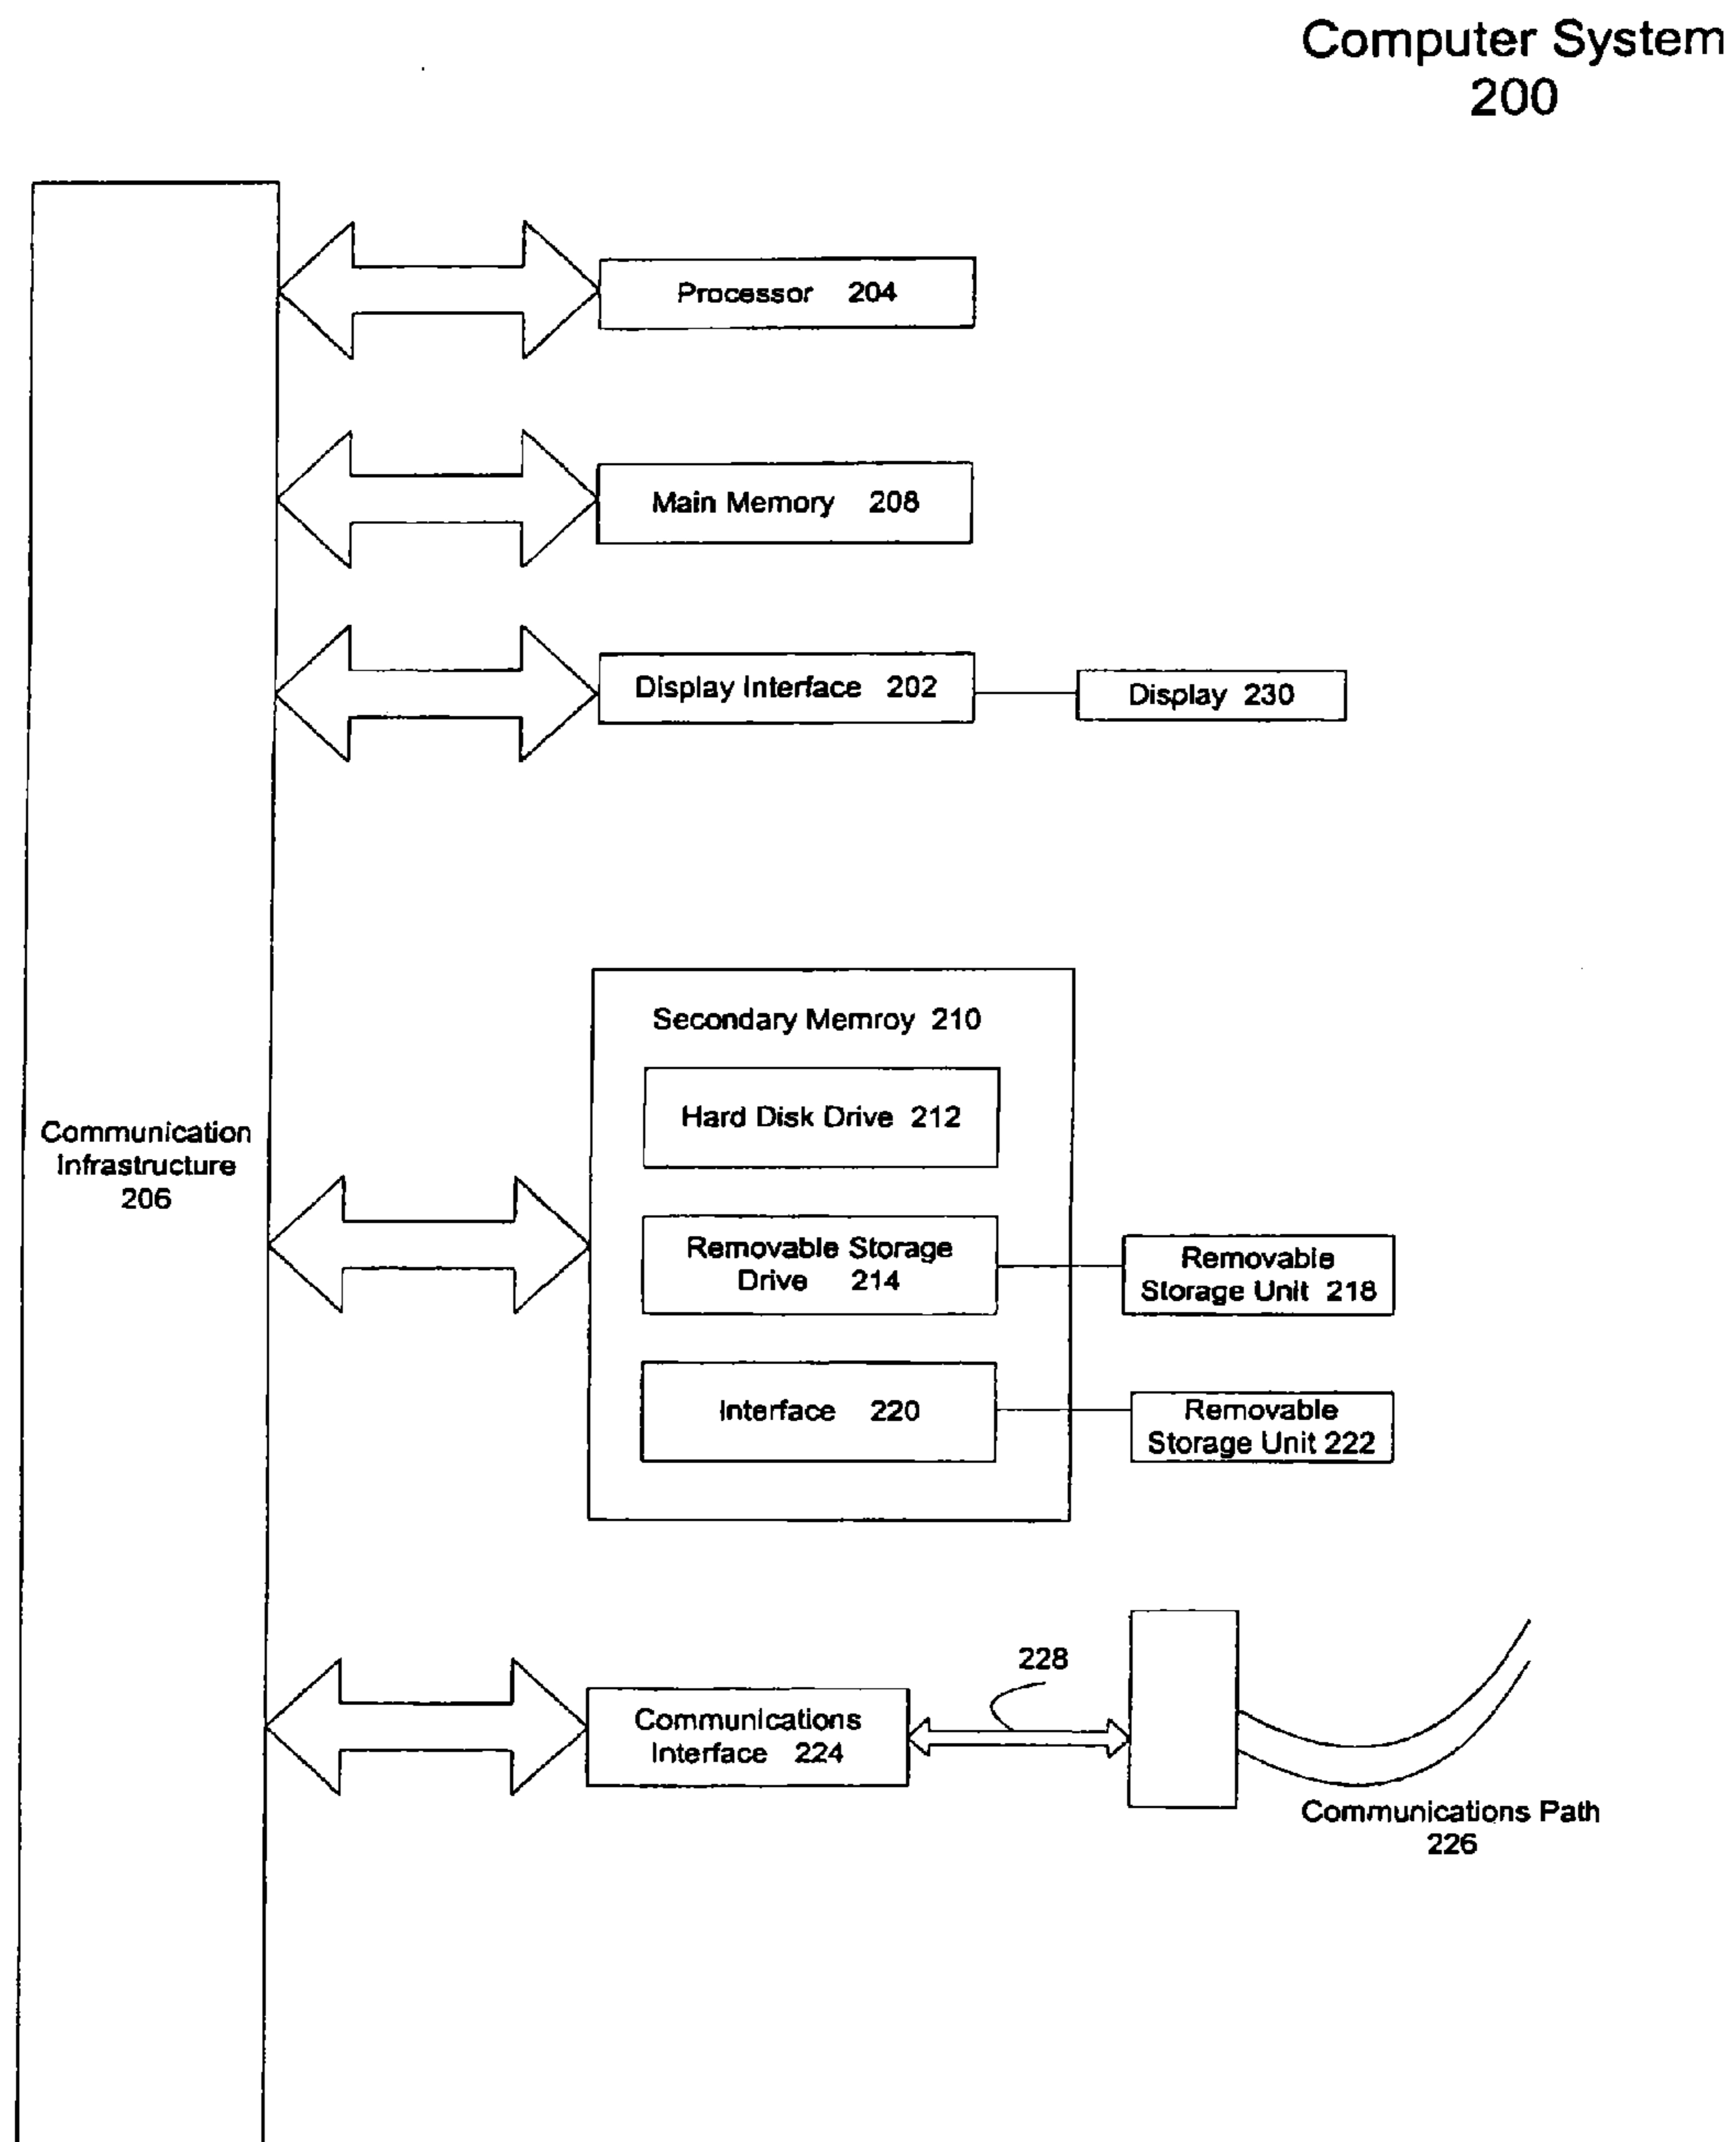 Computer System
200
Processor 204
Main Memory 208
Display Interface 202
Display 230
Secondary Memroy 210
Hard Disk Drive 212
Communication
Infrastructure
206
Removable Storage
Drive 214
Removable
Storage Unit 218
Interface 220
Removable
Storage Unit 222
228
Communications
Interface 224
Communications Path
226